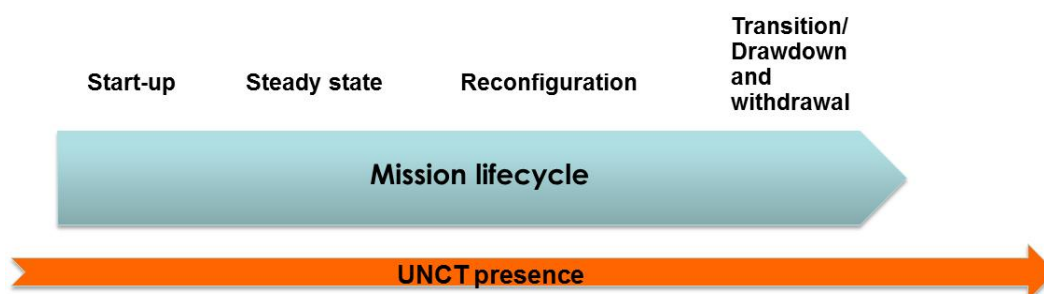 Start-up
Steady state
Reconfiguration
Transition/
Drawdown
and
withdrawal
Mission lifecycle
UNCT presence